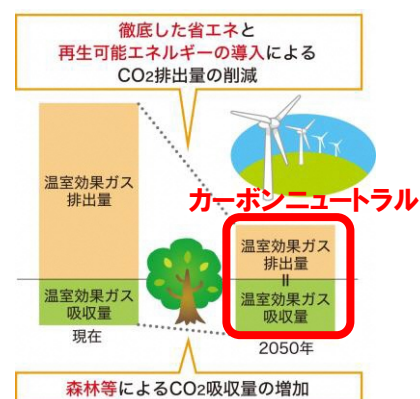 徹底した省エネと
再生可能エネルギーの導入による
CO2排出量の削減
温室効果ガス
排出量
カーボンニュートラル
温室効果ガス
排出量
=
温室効果ガス
吸収量
温室効果ガス
吸収量
現在
2050年
森林等によるCO2吸収量の増加